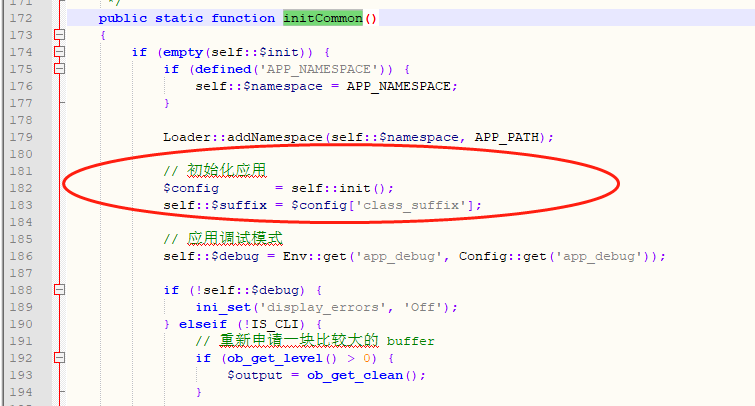 171 */
172 public static function initCommon()
173 {
174 if (empty(self::$init)) {
175 if (defined('APP_NAMESPACE')) {
176 self::$namespace = APP_NAMESPACE;
177 }
178
179 Loader::addNamespace(self::$namespace, APP_PATH);
180
181 // 初始化应用
182 $config = self::init();
183 self::$suffix = $config['class_suffix'];
184
185 // 应用调试模式
186 self::$debug = Env::get('app_debug', Config::get('app_debug'));
187
188 if (!self::$debug) {
189 ini_set('display_errors', 'Off');
190 } elseif (!IS_CLI) {
191 // 重新申请一块比较大的 buffer
192 if (ob_get_level() > 0) {
193 $output = ob_get_clean();
194 }